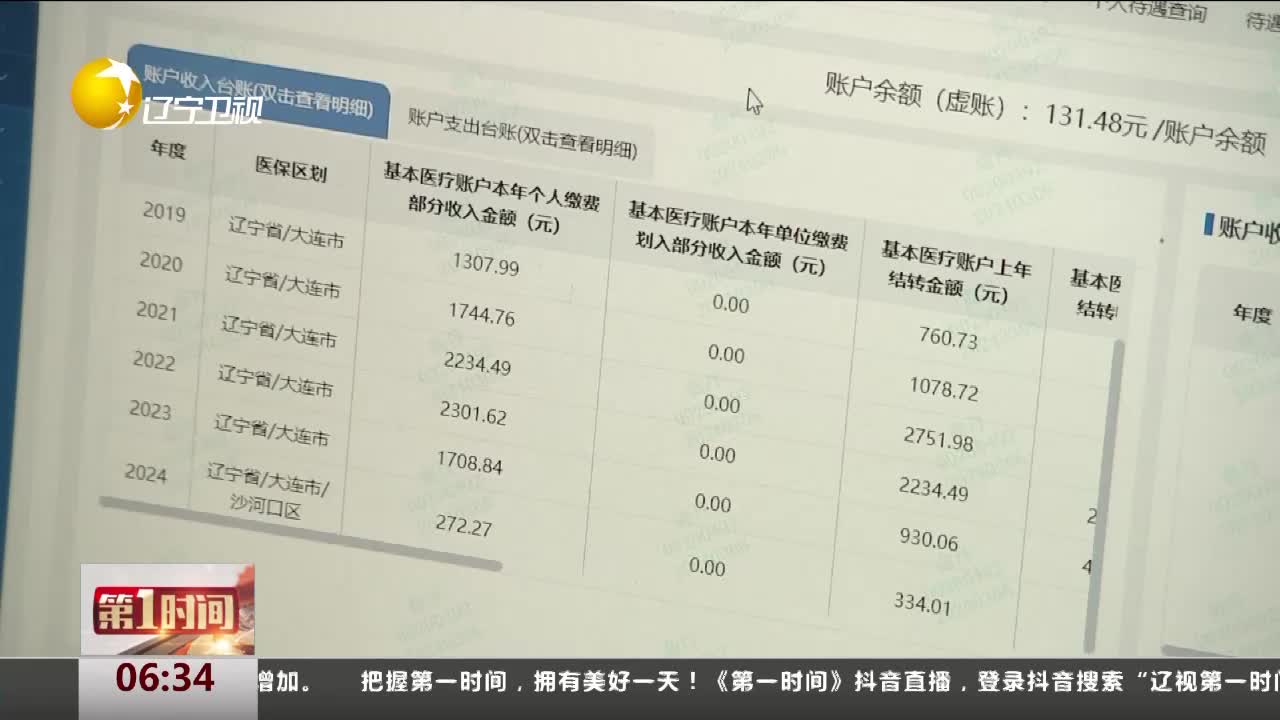 个人待遇查询
待遇
账户余额（虚账）：131.48元/账户余额
账户收入台账(双击查看明细)
账户支出台账(双击查看明细)
辽宁卫视
年度
医保区划
基本医疗账户本年个人缴费
部分收入金额（元）
基本医疗账户本年单位缴费
划入部分收入金额（元）
基本医疗账户上年
结转金额（元）
基本医
结转
账户收
年度
2019 辽宁省/大连市 1307.99 0.00 760.73
2020 辽宁省/大连市 1744.76 0.00 1078.72
2021 辽宁省/大连市 2234.49 0.00 2751.98
2022 辽宁省/大连市 2301.62 0.00 2234.49
2023 辽宁省/大连市 1708.84 0.00 930.06
2024 辽宁省/大连市/
沙河口区 272.27 0.00 334.01
2
4
第1时间
06:34
增加。 把握第一时间，拥有美好一天！《第一时间》抖音直播，登录抖音搜索“辽视第一时间